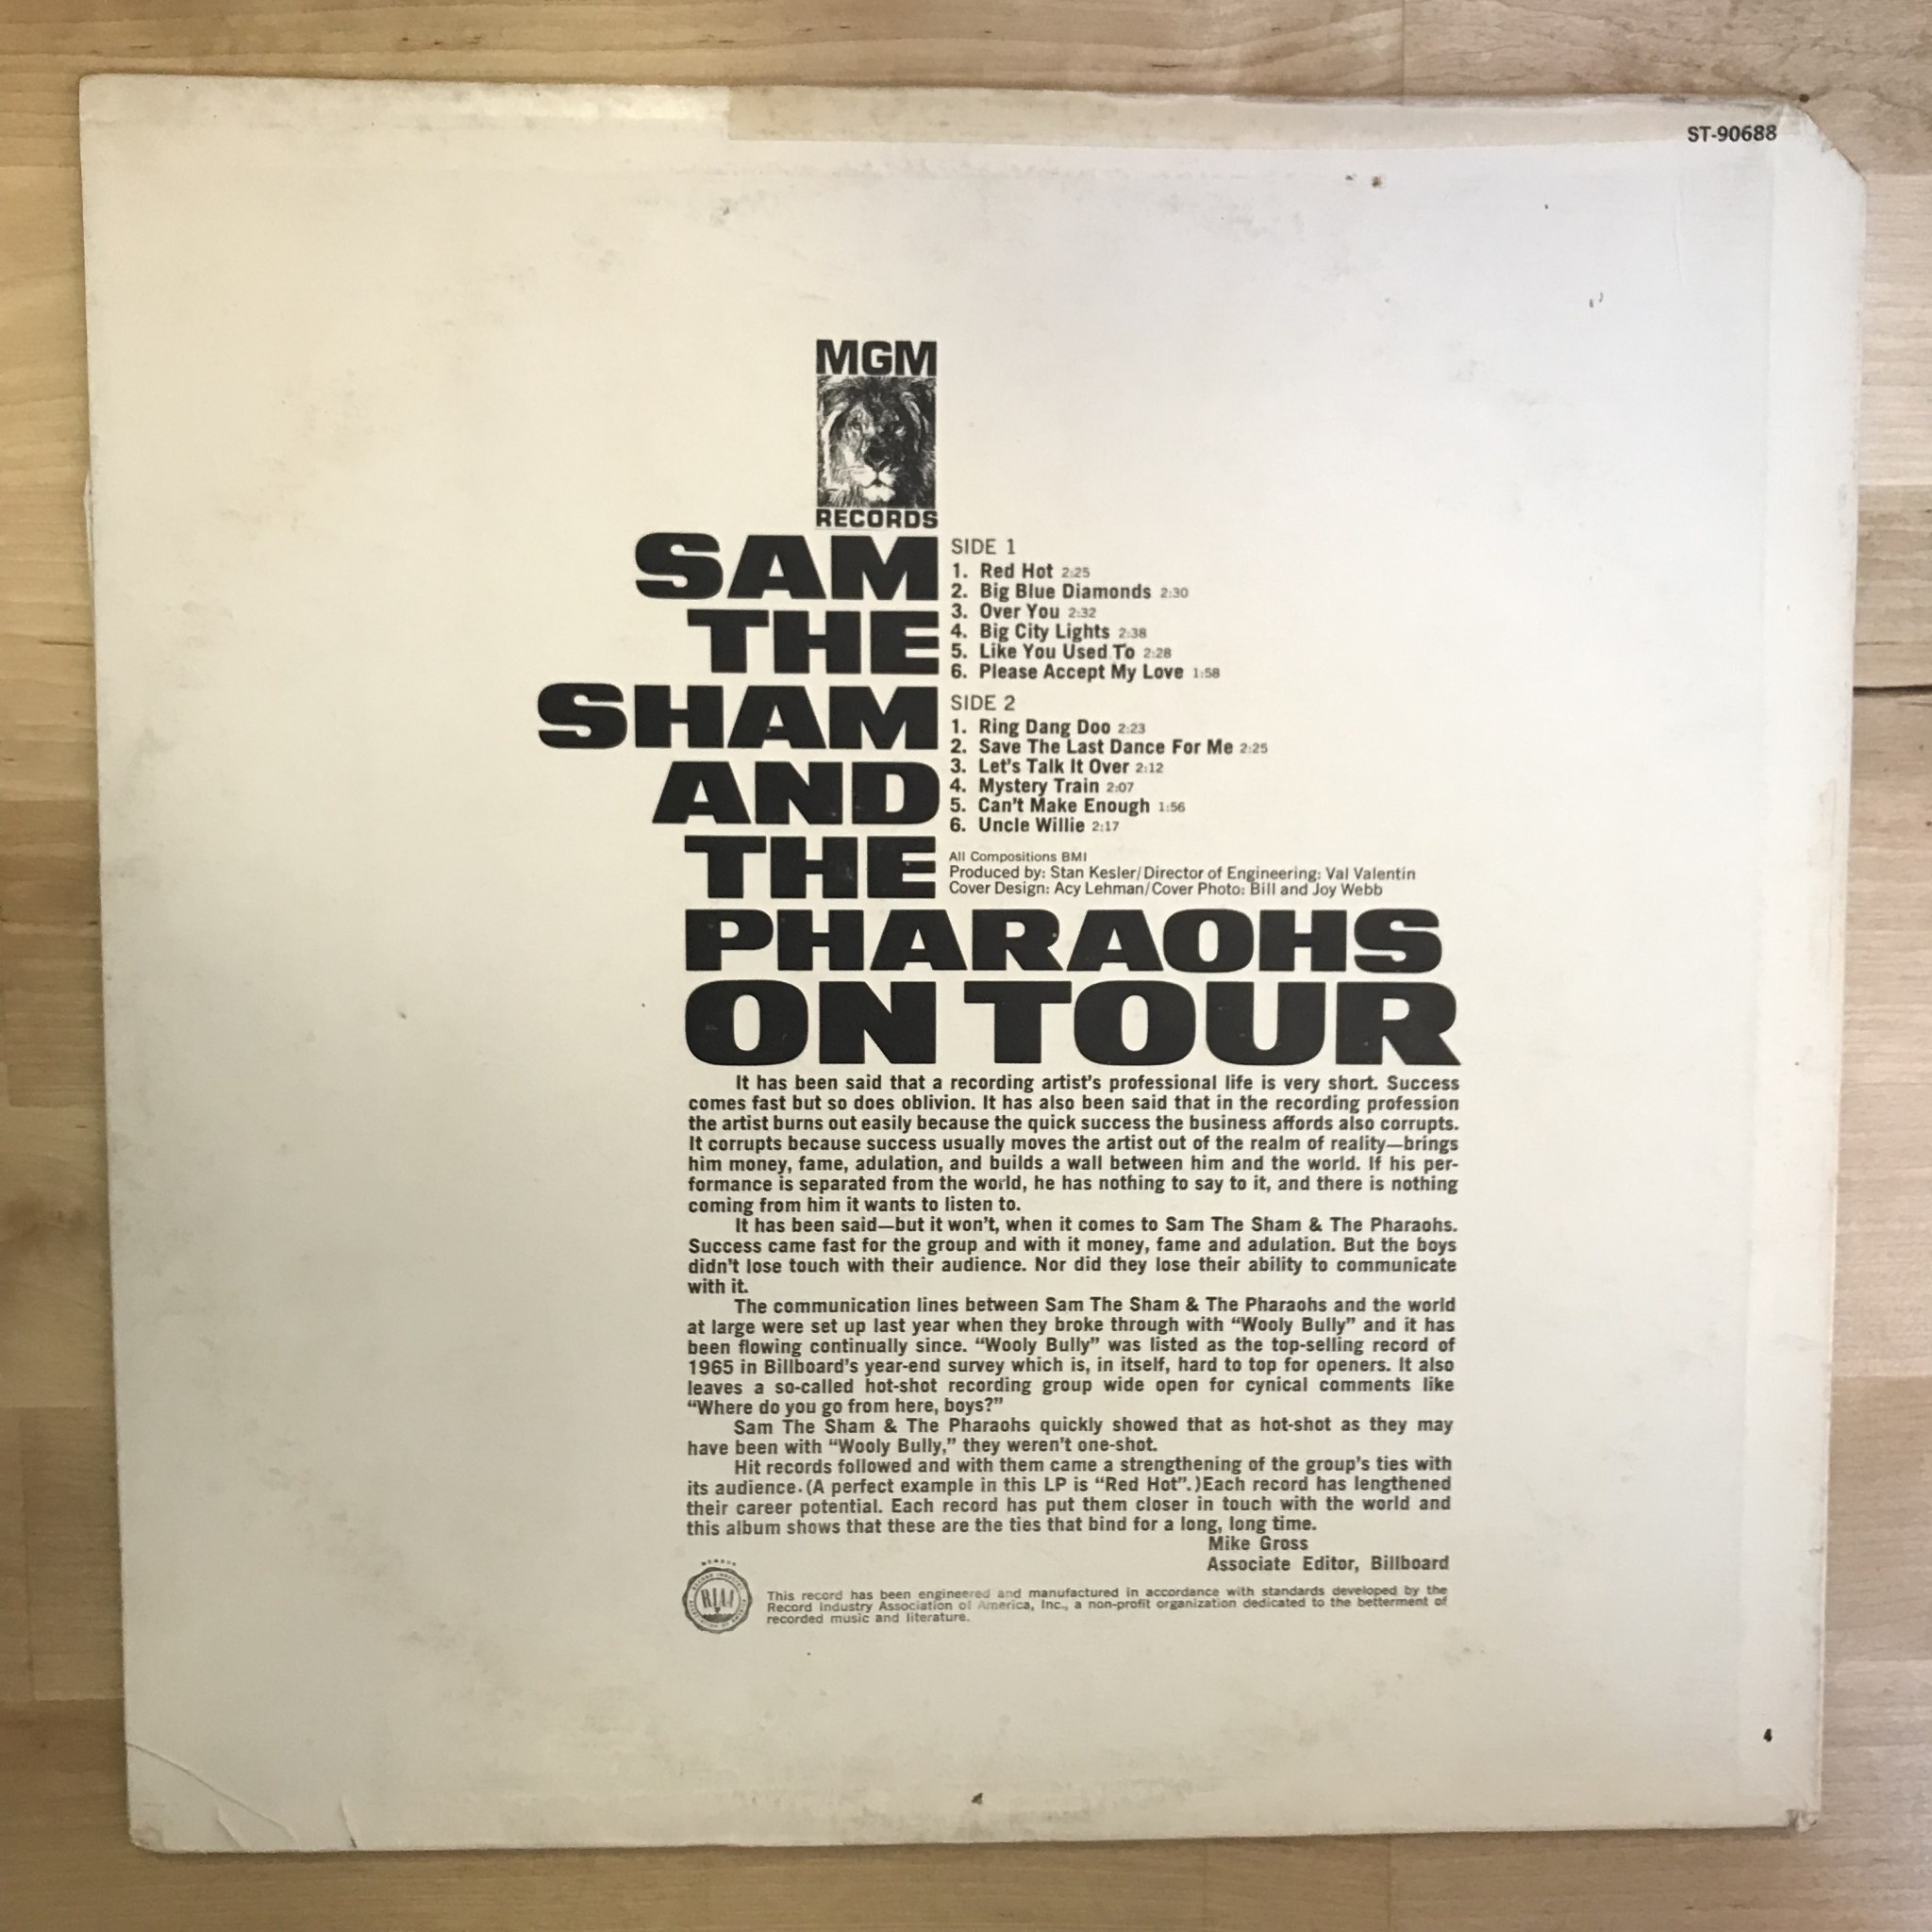 ST-90688
MGM
RECORDS
SAM
THE
SHAM
AND
THE
PHARAOHS
ON TOUR
SIDE 1
1. Red Hot 2:25
2. Big Blue Diamonds 2:30
3. Over You 2:32
4. Big City Lights 2:38
5. Like You Used To 2:28
6. Please Accept My Love 1:58
SIDE 2
1. Ring Dang Doo 2:23
2. Save The Last Dance For Me 2:25
3. Let's Talk It Over 2:12
4. Mystery Train 2:07
5. Can't Make Enough 1:56
6. Uncle Willie 2:17
All Compositions BMI
Produced by: Stan Kesler/Director of Engineering: Val Valentin
Cover Design: Acy Lehman/Cover Photo: Bill and Joy Webb
It has been said that a recording artist's professional life is very short. Success
comes fast but so does oblivion. It has also been said that in the recording profession
the artist burns out easily because the quick success the business affords also corrupts.
It corrupts because success usually moves the artist out of the realm of reality—brings
him money, fame, adulation, and builds a wall between him and the world. If his per-
formance is separated from the world, he has nothing to say to it, and there is nothing
coming from him it wants to listen to.
It has been said—but it won't, when it comes to Sam The Sham & The Pharaohs.
Success came fast for the group and with it money, fame and adulation. But the boys
didn't lose touch with their audience. Nor did they lose their ability to communicate
with it.
The communication lines between Sam The Sham & The Pharaohs and the world
at large were set up last year when they broke through with “Wooly Bully” and it has
been flowing continually since. “Wooly Bully” was listed as the top-selling record of
1965 in Billboard's year-end survey which is, in itself, hard to top for openers. It also
leaves a so-called hot-shot recording group wide open for cynical comments like
“Where do you go from here, boys?”
Sam The Sham & The Pharaohs quickly showed that as hot-shot as they may
have been with “Wooly Bully,” they weren't one-shot.
Hit records followed and with them came a strengthening of the group's ties with
its audience.(A perfect example in this LP is “Red Hot”.)Each record has lengthened
their career potential. Each record has put them closer in touch with the world and
this album shows that these are the ties that bind for a long, long time.
Mike Gross
Associate Editor, Billboard
RIAA
This record has been engineered and manufactured in accordance with standards developed by the
Record Industry Association of America, Inc., a non-profit organization dedicated to the betterment of
recorded music and literature.
4